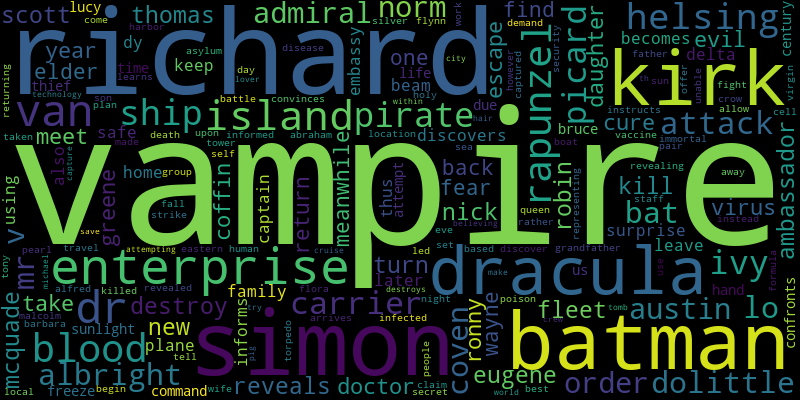 scott lucy come silver flynn work thomas admiral norm find helsing
returning richard year dy one embassy escape becomes evil delta daughter century
elder keep time learns beam life disease asylum harbor day lover kirk
thief van ship island pirate picard rapunzel
technology son plan battle convinces city within security captured father sun offer virgin
taken made meet safe death upon informed abraham location due however demand th unable crow fight cell
capture also discovers bruce cure attack ambassador
vampire
using v greene home group tower self thus attempt back fear sea hair boat robin instructs vaccine allow immortal pair revealing
mr coffin captain return meanwhile nick kill bat virus away
fall strike queen rather representing staff surprise leave instead
save pearl travel attempting eastern human cruise eve set believing based discover grandfather us
enterprise turn dracula ivy
tony michael take dr destroy family carrier later led destroys night make hand use formula
mcquade alfred killed revealed flora arrives infected poison tomb confronts
malcolm barbara sunlight new simon coven ronny wayne fleet austin lo
blood plane informs try pig torpedo people crew batman
albright tell reveals doctor claim eugene order dolittle
local freeze begin command wife secret world best